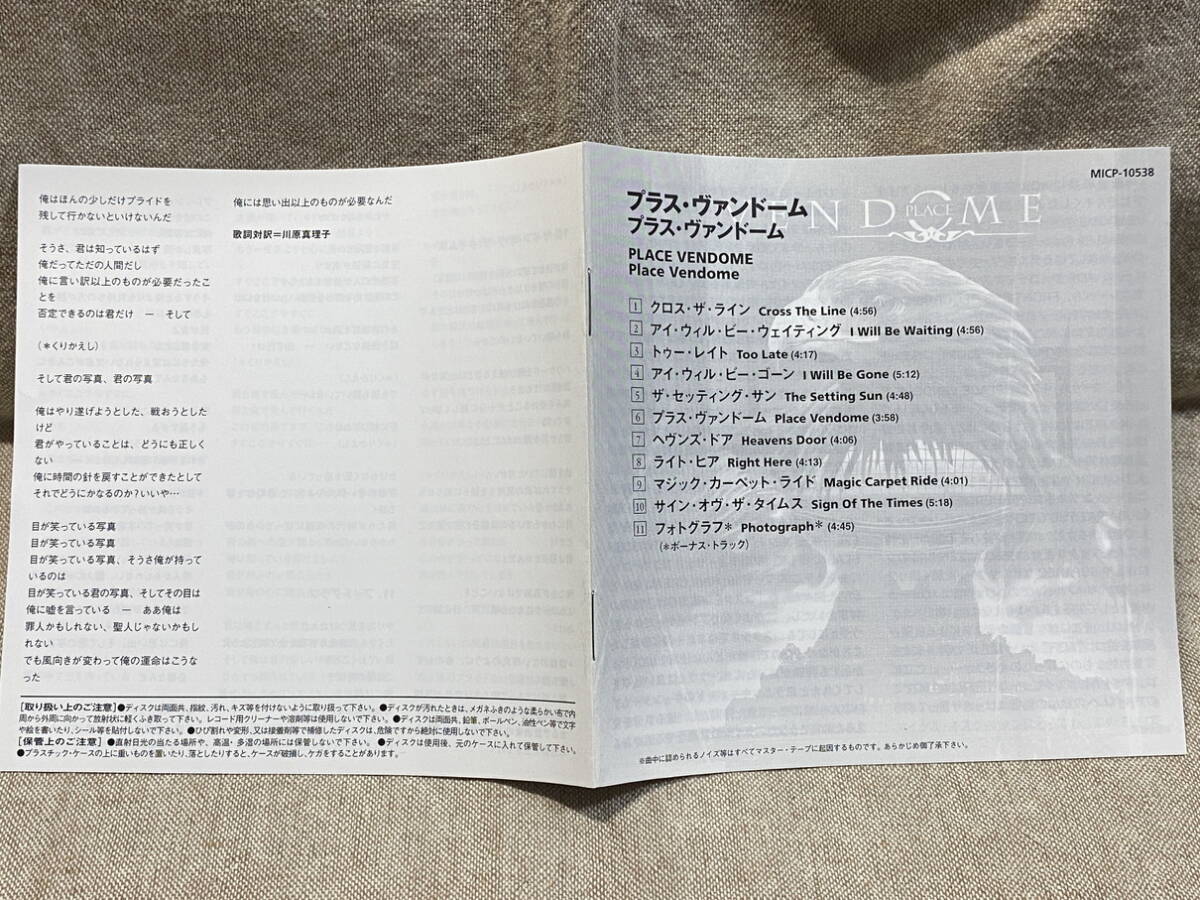 俺はほんの少しだけプライドを
残して行かないといけないんだ
そうさ、君は知っているはず
俺だってただの人間だし
俺に言い訳以上のものが必要だったこ
とを
否定できるのは君だけ ー そして
(*くりかえし)
そして君の写真、君の写真
俺はやり遂げようとした、戦おうとした
けど
君がやっていることは、どうにも正しく
ない
俺に時間の針を戻すことができたとして
それでどうにかなるのか?いいや…
目が笑っている写真
目が笑っている写真
目が笑っている写真、そうさ俺が持って
いるのは
目が笑っている君の写真、そしてその目は
俺に嘘を言っている ー ああ俺は
罪人かもしれない、聖人じゃないかもし
れない
でも風向きが変わって俺の運命はこうな
った
俺には思い出以上のものが必要なんだ
歌詞対訳=川原真理子
[取り扱い上のご注意]●ディスクは両面共、指紋、汚れ、キズ等を付けないように取り扱って下さい。●ディスクが汚れたときは、メガネふきのような柔らかい布で内
周から外周に向かって放射状に軽くふき取って下さい。レコード用クリーナーや溶剤等は使用しないで下さい。●ディスクは両面共、鉛筆、ボールペン、油性ペン等で文字
や絵を書いたり、シール等を貼付しないで下さい。●ひび割れや変形、又は接着剤等で補修したディスクは、危険ですから絶対に使用しないで下さい。
[保管上のご注意]●直射日光の当たる場所や、高温・多湿の場所には保管しないで下さい。●ディスクは使用後、元のケースに入れて保管して下さい。
●プラスチック・ケースの上に重いものを置いたり、落としたりすると、ケースが破損し、ケガをすることがあります。
MICP-10538
プラス・ヴァンドーム
プラス・ヴァンドーム
ENDOME
PLACE
PLACE VENDOME
Place Vendome
1 クロス・ザ・ライン Cross The Line (4:56)
2 アイ・ウィル・ビー・ウェイティング I Will Be Waiting (4:56)
3 トゥー・レイト Too Late (4:17)
4 アイ・ウィル・ビー・ゴーン I Will Be Gone (5:12)
5 ザ・セッティング・サン The Setting Sun (4:48)
6 プラス・ヴァンドーム Place Vendome (3:58)
7 ヘヴンズ・ドア Heavens Door (4:06)
8 ライト・ヒア Right Here (4:13)
9 マジック・カーペット・ライド Magic Carpet Ride (4:01)
10 サイン・オヴ・ザ・タイムス Sign Of The Times (5:18)
11 フォトグラフ* Photograph* (4:45)
(*ボーナス・トラック)
※曲中に認められるノイズ等はすべてマスター・テープに起因するものです。あらかじめ御了承下さい。